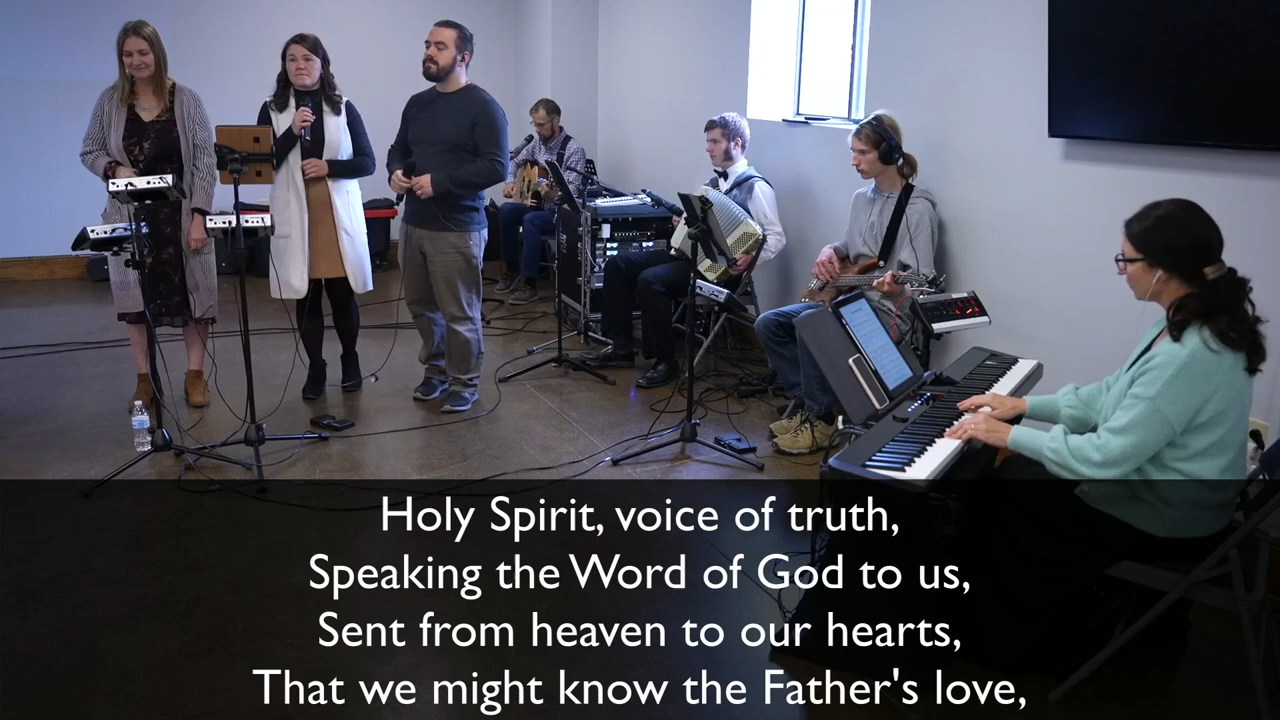 Holy Spirit, voice of truth,
Speaking the Word of God to us,
Sent from heaven to our hearts,
That we might know the Father's love,